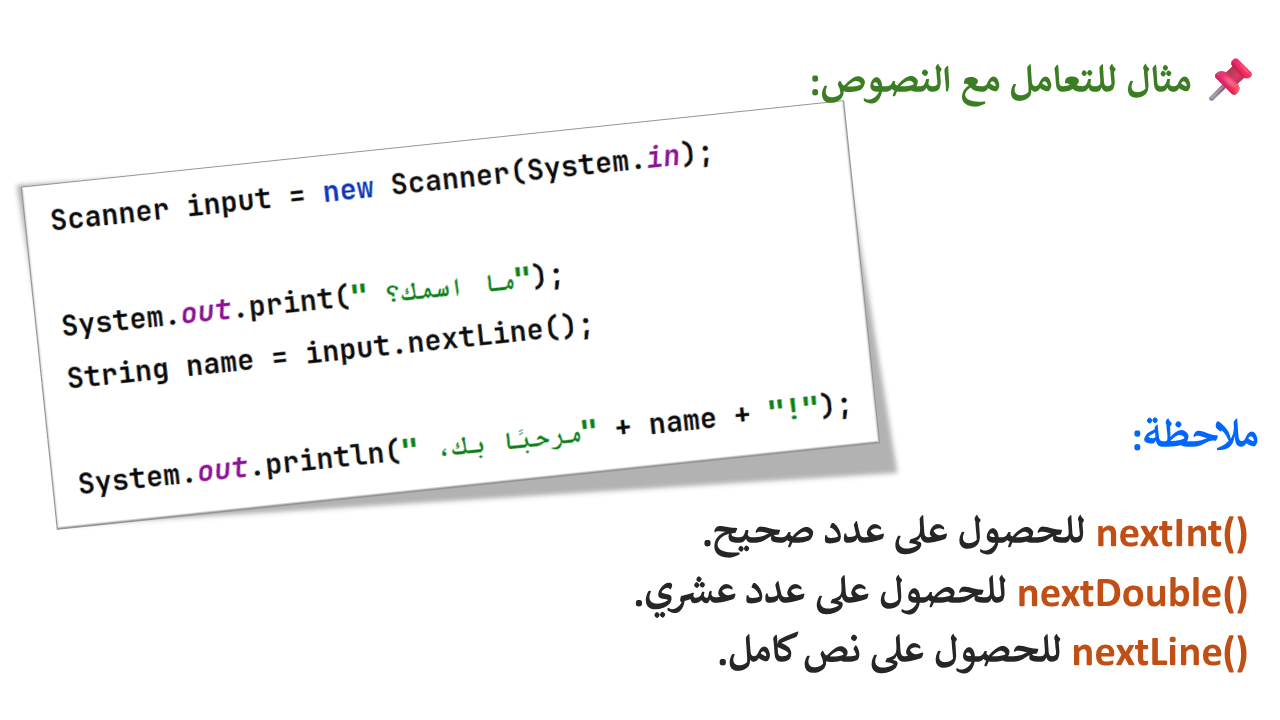 📌 مثال للتعامل مع النصوص:
Scanner input = new Scanner(System.in);
System.out.print("ما اسمك؟ ");
String name = input.nextLine();
System.out.println("مرحبًا بك، " + name + "!");
ملاحظة:
nextInt() للحصول على عدد صحيح.
nextDouble() للحصول على عدد عشري.
nextLine() للحصول على نص كامل.